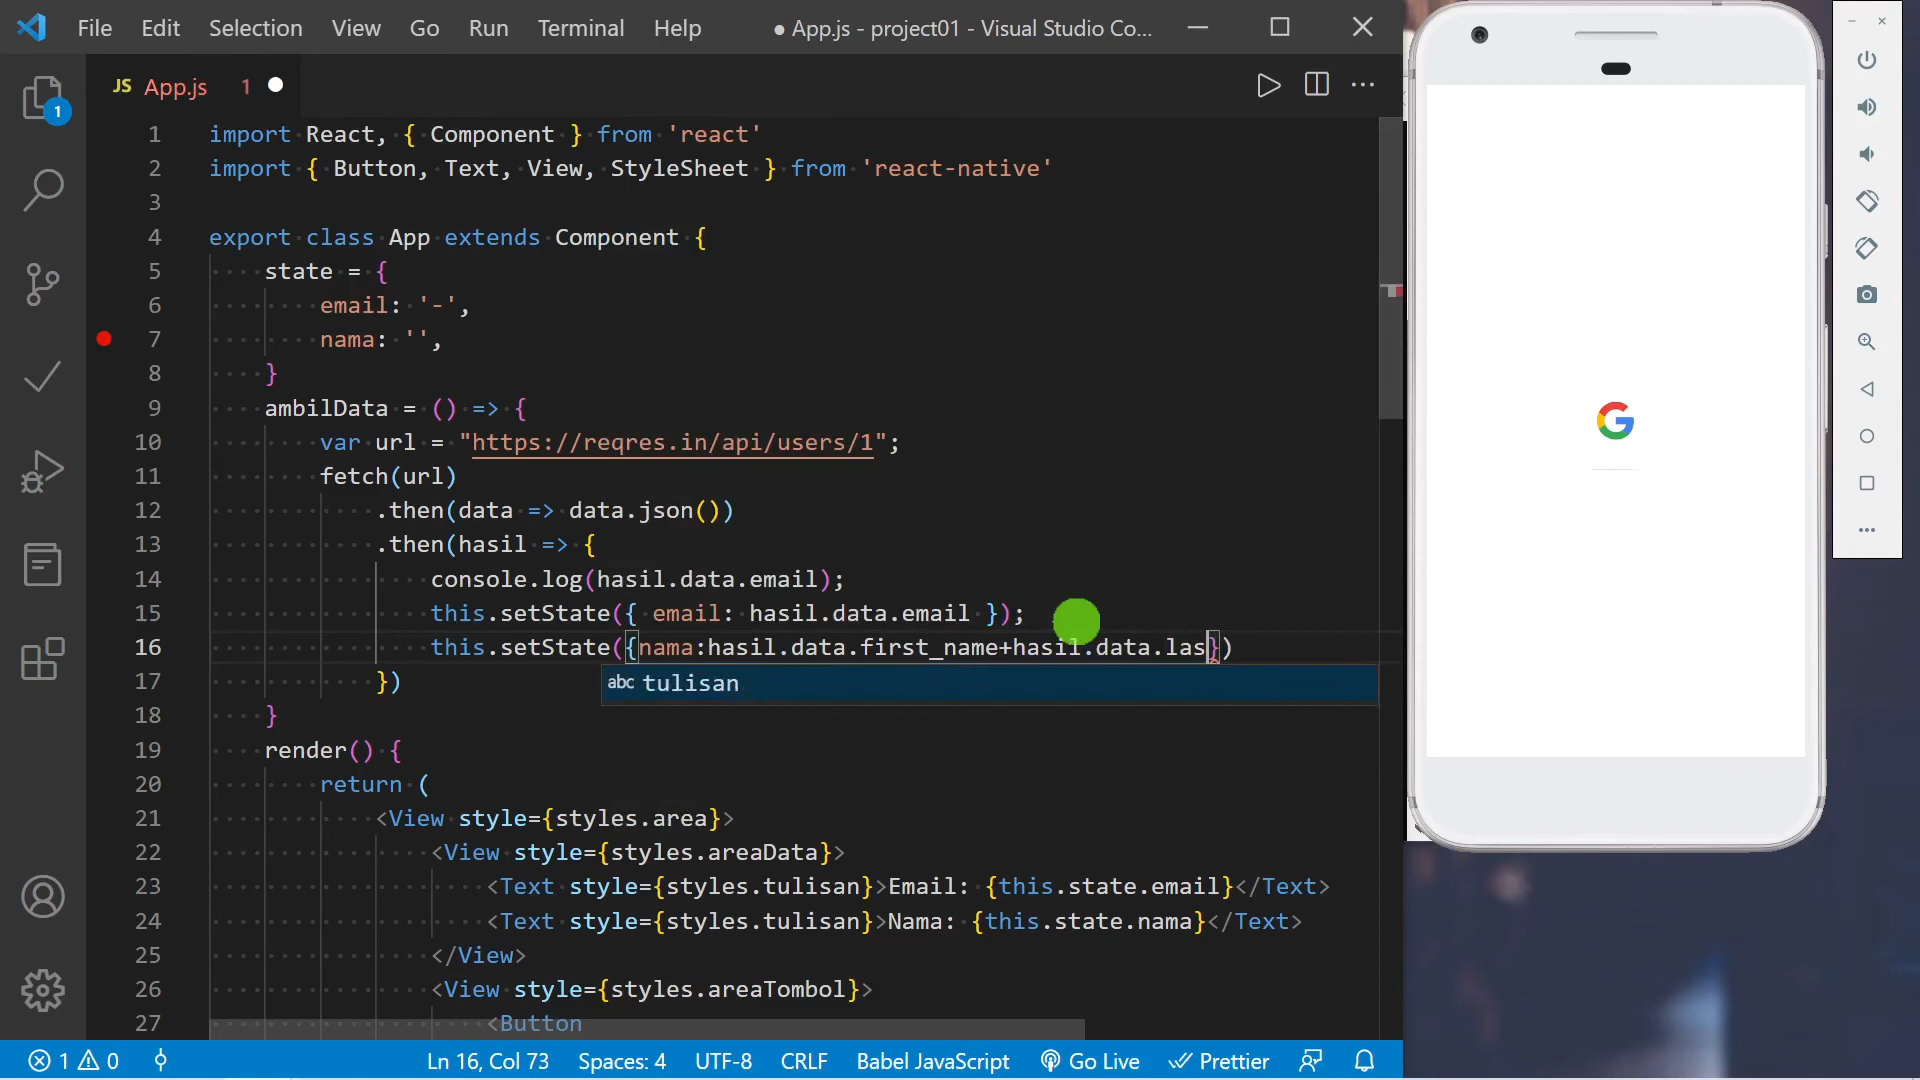 File Edit Selection View Go Run Terminal Help ● App.js - project01 - Visual Studio Co...
JS App.js 1
1
1 import React, { Component } from 'react'
2 import { Button, Text, View, StyleSheet } from 'react-native'
3
4 export class App extends Component {
5 state = {
6 email: '-',
7 nama: '',
8 }
9 ambilData = () => {
10 var url = "https://reqres.in/api/users/1";
11 fetch(url)
12 .then(data => data.json())
13 .then(hasil => {
14 console.log(hasil.data.email);
15 this.setState({ email: hasil.data.email });
16 this.setState({nama:hasil.data.first_name+hasil.data.las})
abc tulisan
17 })
18 }
19 render() {
20 return (
21 <View style={styles.area}>
22 <View style={styles.areaData}>
23 <Text style={styles.tulisan}>Email: {this.state.email}</Text>
24 <Text style={styles.tulisan}>Nama: {this.state.nama}</Text>
25 </View>
26 <View style={styles.areaTombol}>
27 <Button
1 0 Ln 16, Col 73 Spaces: 4 UTF-8 CRLF Babel JavaScript Go Live Prettier
G